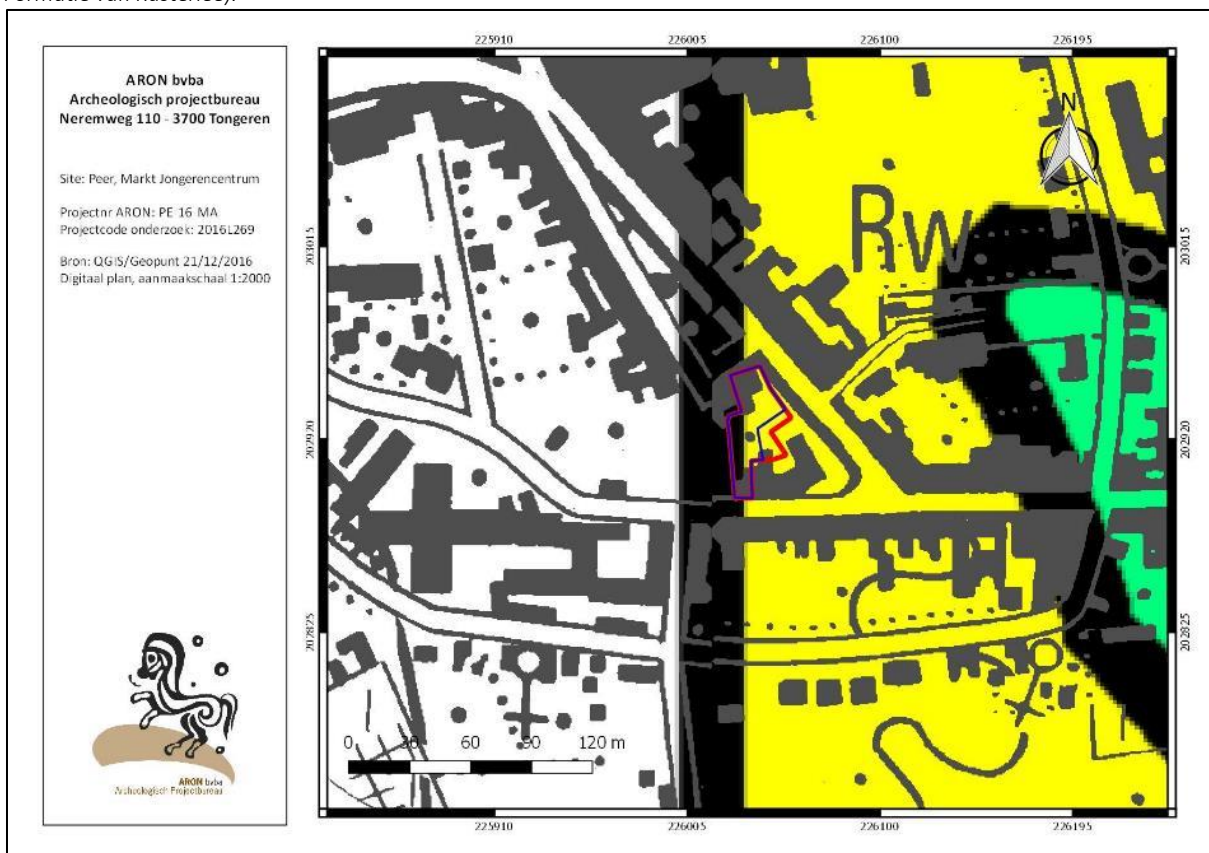 ARON bvba
Archeologisch projectbureau
Neremweg 110 - 3700 Tongeren
Site: Peer, Markt Jongerencentrum
Projectnr ARON: PE 16 MA
Projectcode onderzoek: 2016L269
Bron: QGIS/Geopunt 21/12/2016
Digitaal plan, aanmaakschaal 1:2000
ARON bvba
Archeologisch Projectbureau
225910 226005 226100 226195
N
Rw
203015 203015
202920 202920
202825 202825
0 30 60 90 120 m
225910 226005 226100 226195